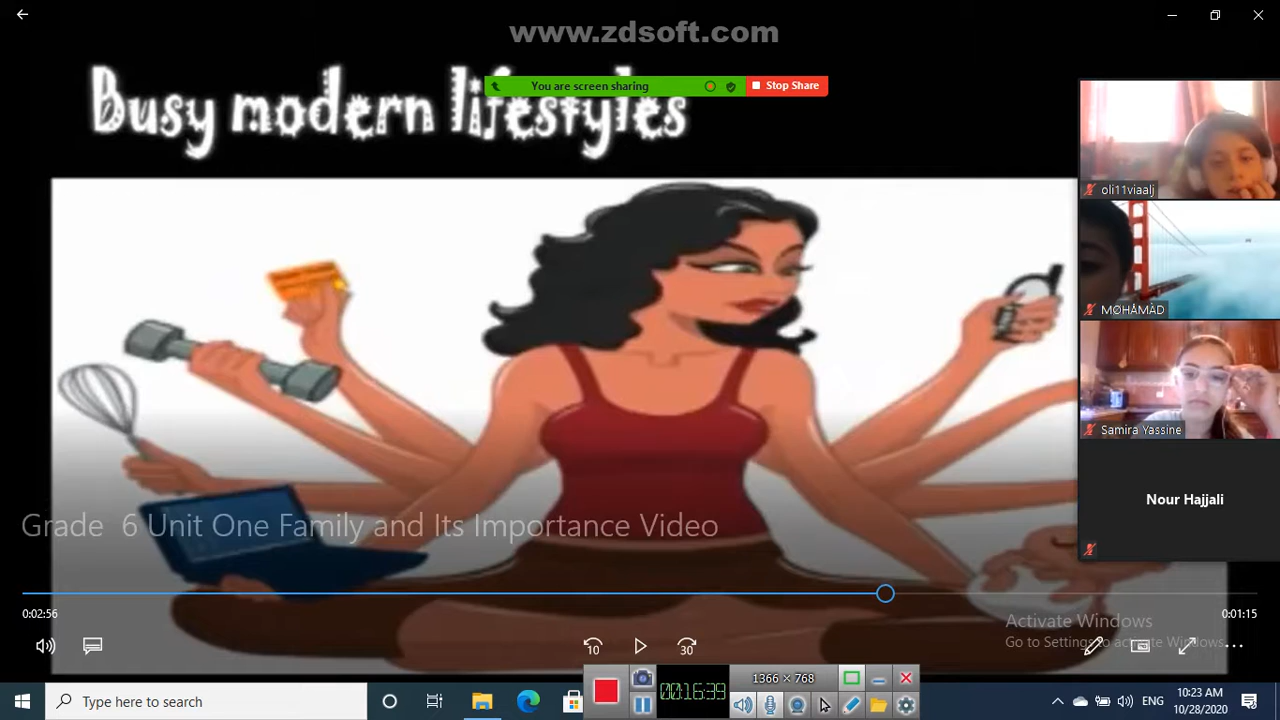 www.zdsoft.com
Busy modern lifestyles
You are screen sharing
Stop Share
oli11viaalj
MØHÅMÀD
Samira Yassine
Nour Hajjali
Grade 6 Unit One Family and Its Importance Video
0:02:56
0:01:15
Activate Windows
Go to Settings to activate Windows.
10
30
1366 × 768
00:16:39
Type here to search
ENG
10:23 AM
10/28/2020